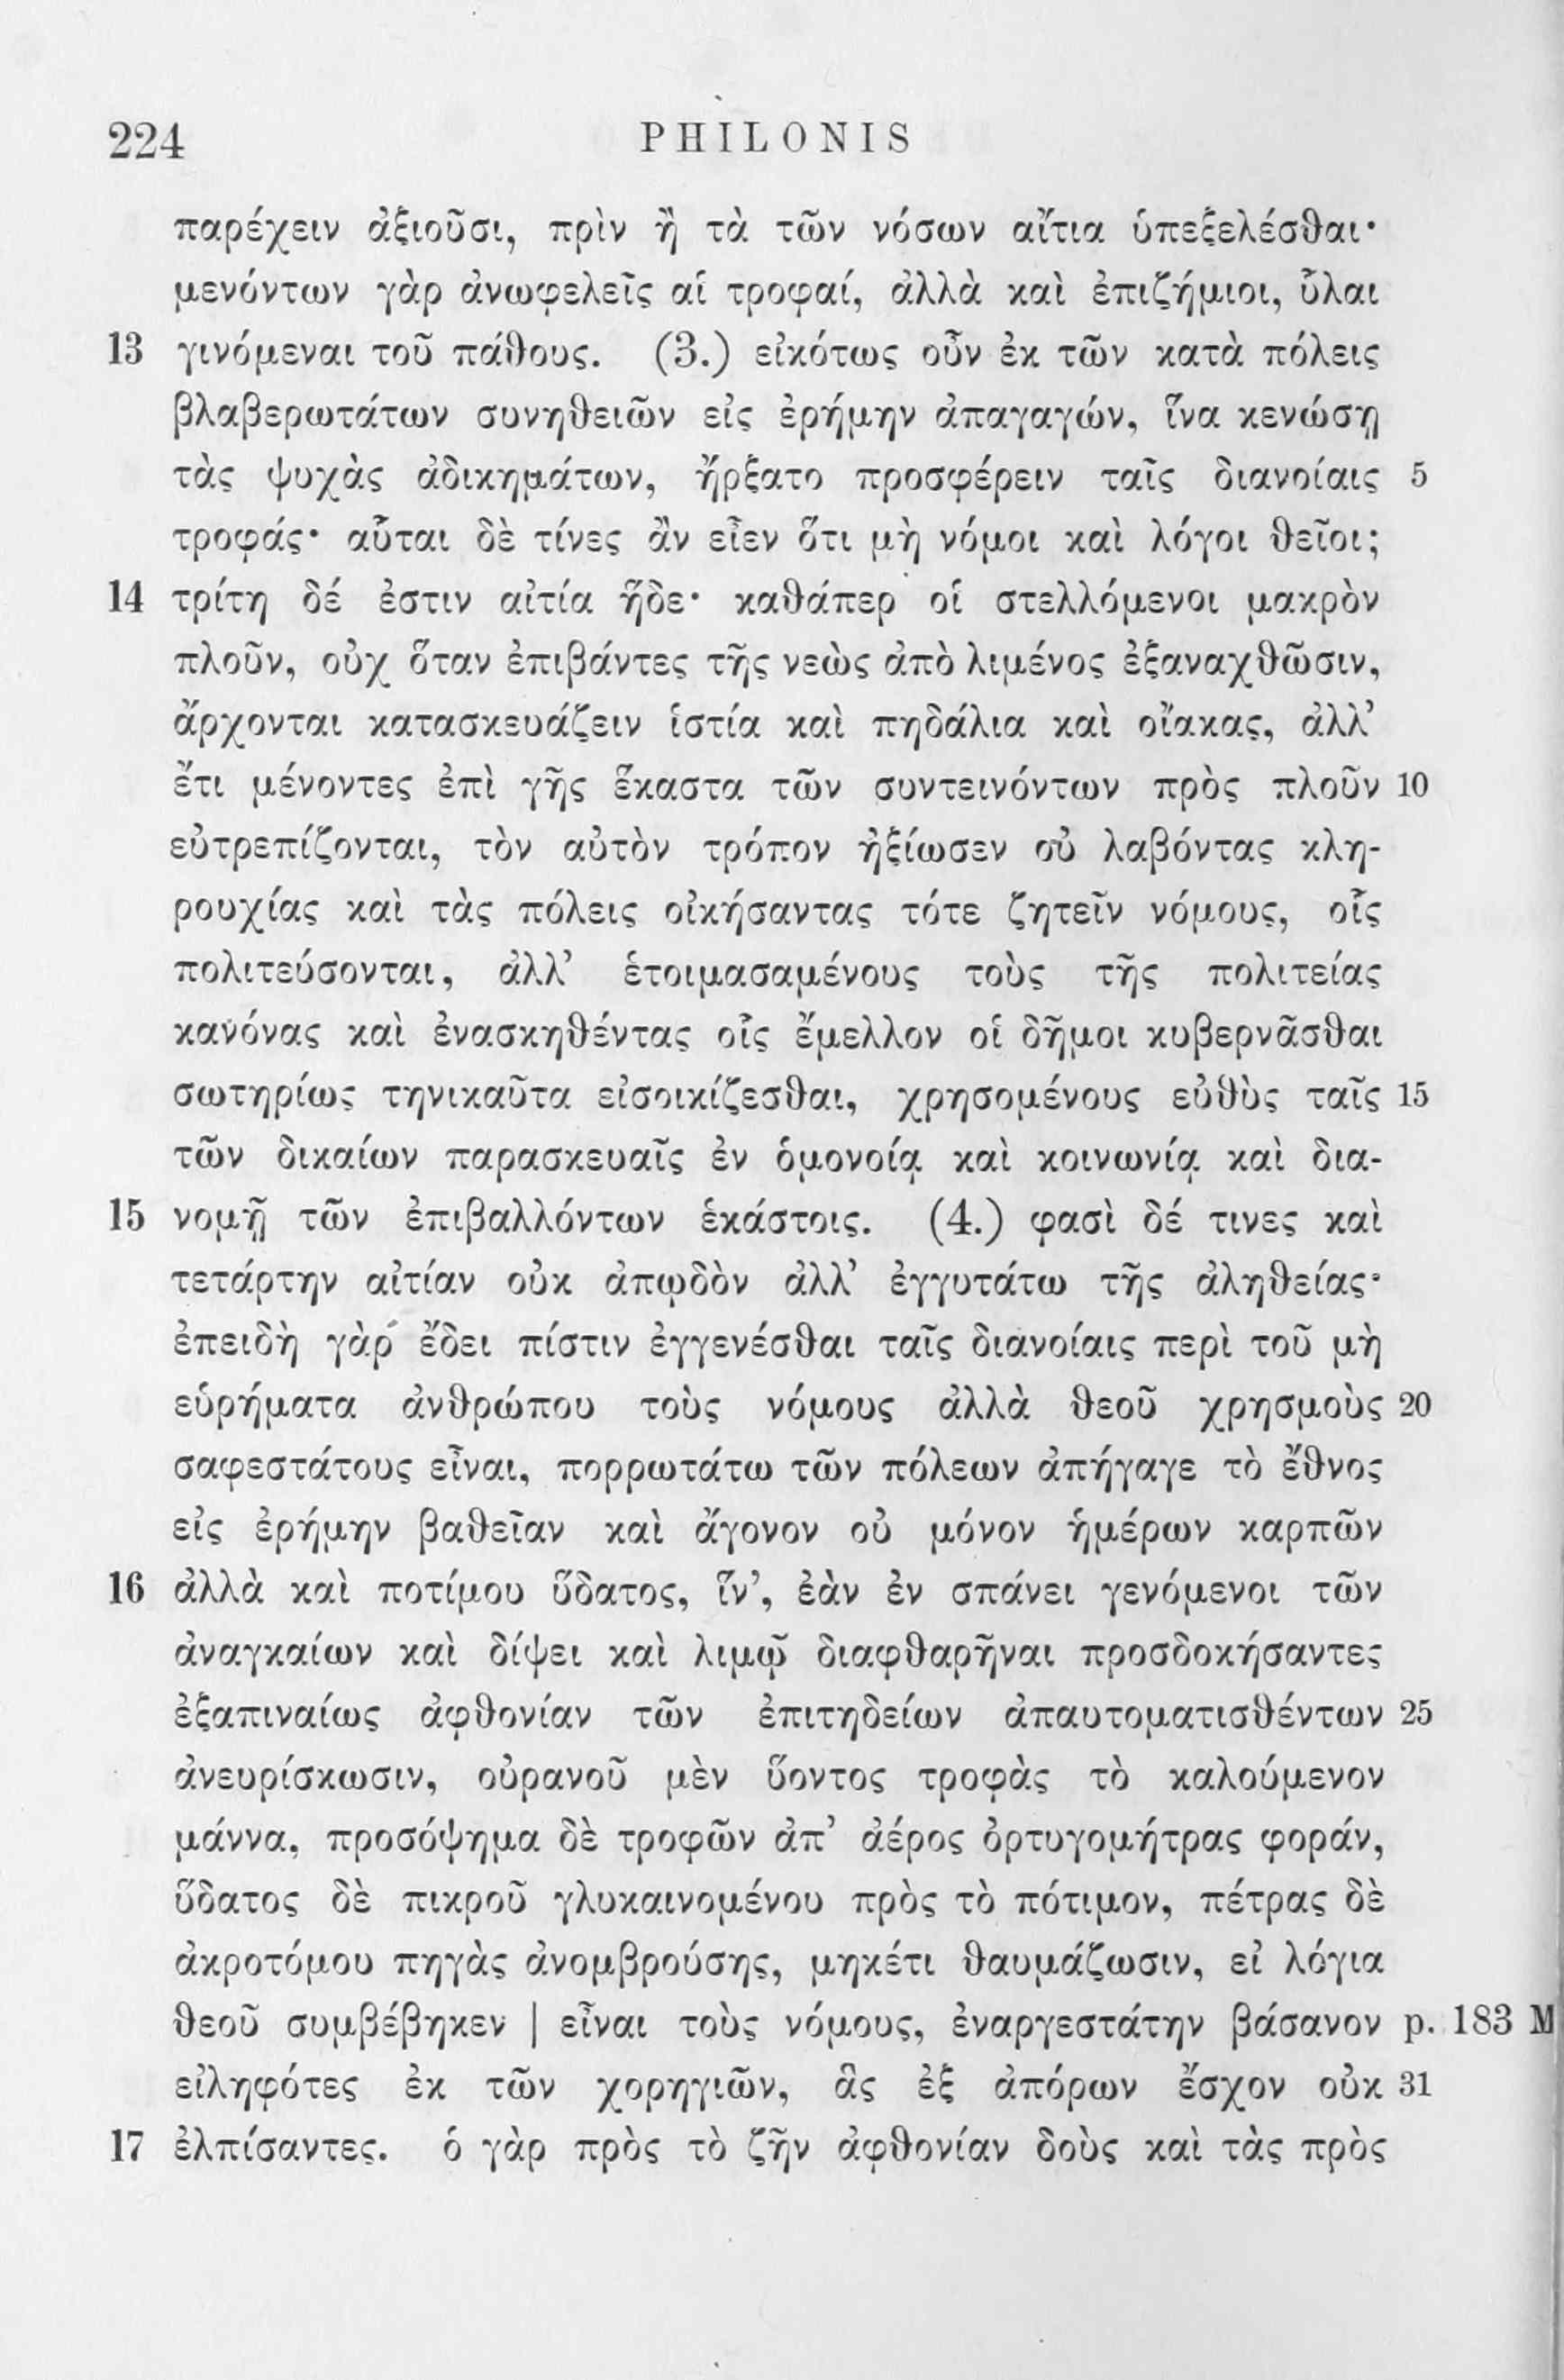 224 PHILONIS
παρέχειν ἀξιοῦσι, πρὶν ἢ τὰ τῶν νόσων αἴτια ὑπεξελέσθαι·
μενόντων γὰρ ἀνωφελεῖς αἱ τροφαί, ἀλλὰ καὶ ἐπιζήμιοι, ὗλαι
13 γινόμεναι τοῦ πάθους. (3.) εἰκότως οὖν ἐκ τῶν κατὰ πόλεις
βλαβερωτάτων συνηθειῶν εἰς ἐρήμην ἀπαγαγών, ἵνα κενώσῃ
τὰς ψυχὰς ἀδικημάτων, ἤρξατο προσφέρειν ταῖς διανοίαις 5
τροφάς· αὗται δὲ τίνες ἂν εἶεν ὅτι μὴ νόμοι καὶ λόγοι θεῖοι;
14 τρίτη δέ ἐστιν αἰτία ἥδε· καθάπερ οἱ στελλόμενοι μακρὸν
πλοῦν, οὐχ ὅταν ἐπιβάντες τῆς νεὼς ἀπὸ λιμένος ἐξαναχθῶσιν,
ἄρχονται κατασκευάζειν ἱστία καὶ πηδάλια καὶ οἴακας, ἀλλ’
ἔτι μένοντες ἐπὶ γῆς ἕκαστα τῶν συντεινόντων πρὸς πλοῦν 10
εὐτρεπίζονται, τὸν αὐτὸν τρόπον ἠξίωσεν οὐ λαβόντας κλη-
ρουχίας καὶ τὰς πόλεις οἰκήσαντας τότε ζητεῖν νόμους, οἷς
πολιτεύσονται, ἀλλ’ ἑτοιμασαμένους τοὺς τῆς πολιτείας
κανόνας καὶ ἐνασκηθέντας οἷς ἔμελλον οἱ δῆμοι κυβερνᾶσθαι
σωτηρίως τηνικαῦτα εἰσοικίζεσθαι, χρησομένους εὐθὺς ταῖς 15
τῶν δικαίων παρασκευαῖς ἐν ὁμονοίᾳ καὶ κοινωνίᾳ καὶ δια-
15 νομῇ τῶν ἐπιβαλλόντων ἑκάστοις. (4.) φασὶ δέ τινες καὶ
τετάρτην αἰτίαν οὐκ ἀπῳδὸν ἀλλ’ ἐγγυτάτω τῆς ἀληθείας·
ἐπειδὴ γὰρ ἔδει πίστιν ἐγγενέσθαι ταῖς διανοίαις περὶ τοῦ μὴ
εὑρήματα ἀνθρώπου τοὺς νόμους ἀλλὰ θεοῦ χρησμοὺς 20
σαφεστάτους εἶναι, πορρωτάτω τῶν πόλεων ἀπήγαγε τὸ ἔθνος
εἰς ἐρήμην βαθεῖαν καὶ ἄγονον οὐ μόνον ἡμέρων καρπῶν
16 ἀλλὰ καὶ ποτίμου ὕδατος, ἵν’, ἐὰν ἐν σπάνει γενόμενοι τῶν
ἀναγκαίων καὶ δίψει καὶ λιμῷ διαφθαρῆναι προσδοκήσαντες
ἐξαπιναίως ἀφθονίαν τῶν ἐπιτηδείων ἀπαυτοματισθέντων 25
ἀνευρίσκωσιν, οὐρανοῦ μὲν ὕοντος τροφὰς τὸ καλούμενον
μάννα, προσόψημα δὲ τροφῶν ἀπ’ ἀέρος ὀρτυγομήτρας φοράν,
ὕδατος δὲ πικροῦ γλυκαινομένου πρὸς τὸ πότιμον, πέτρας δὲ
ἀκροτόμου πηγὰς ἀνομβρούσης, μηκέτι θαυμάζωσιν, εἰ λόγια
θεοῦ συμβέβηκεν | εἶναι τοὺς νόμους, ἐναργεστάτην βάσανον p. 183 M
εἰληφότες ἐκ τῶν χορηγιῶν, ἃς ἐξ ἀπόρων ἔσχον οὐκ 31
17 ἐλπίσαντες. ὁ γὰρ πρὸς τὸ ζῆν ἀφθονίαν δοὺς καὶ τὰς πρὸς